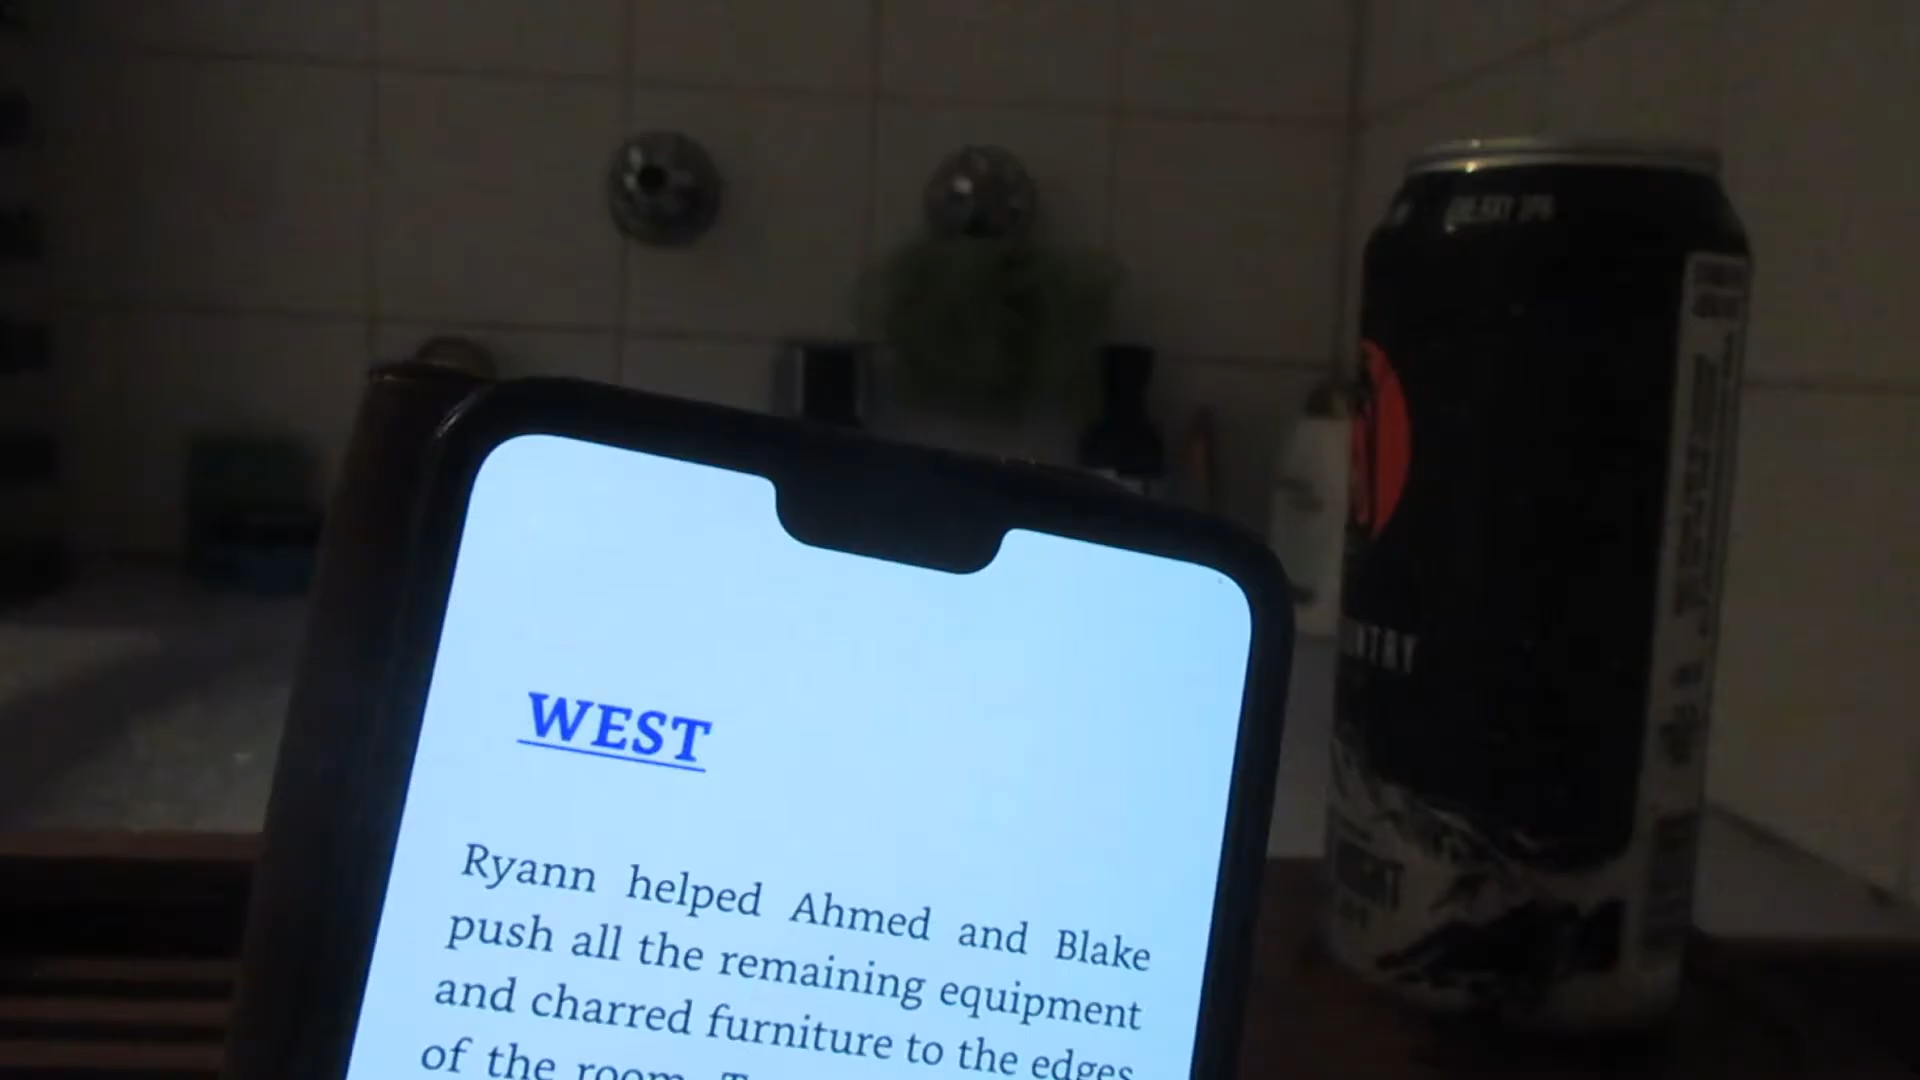 WEST
Ryann helped Ahmed and Blake
push all the remaining equipment
and charred furniture to the edges
of the room.